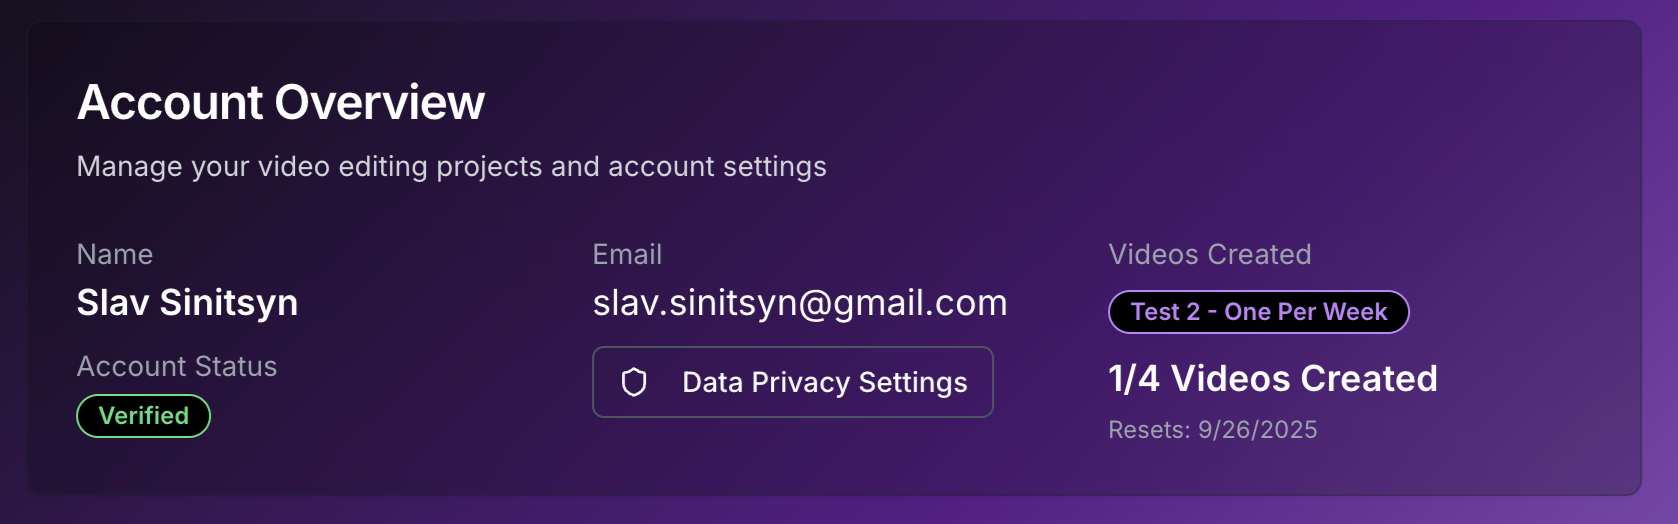 Account Overview
Manage your video editing projects and account settings
Name
Slav Sinitsyn
Account Status
Verified
Email
slav.sinitsyn@gmail.com
Data Privacy Settings
Videos Created
Test 2 - One Per Week
1/4 Videos Created
Resets: 9/26/2025